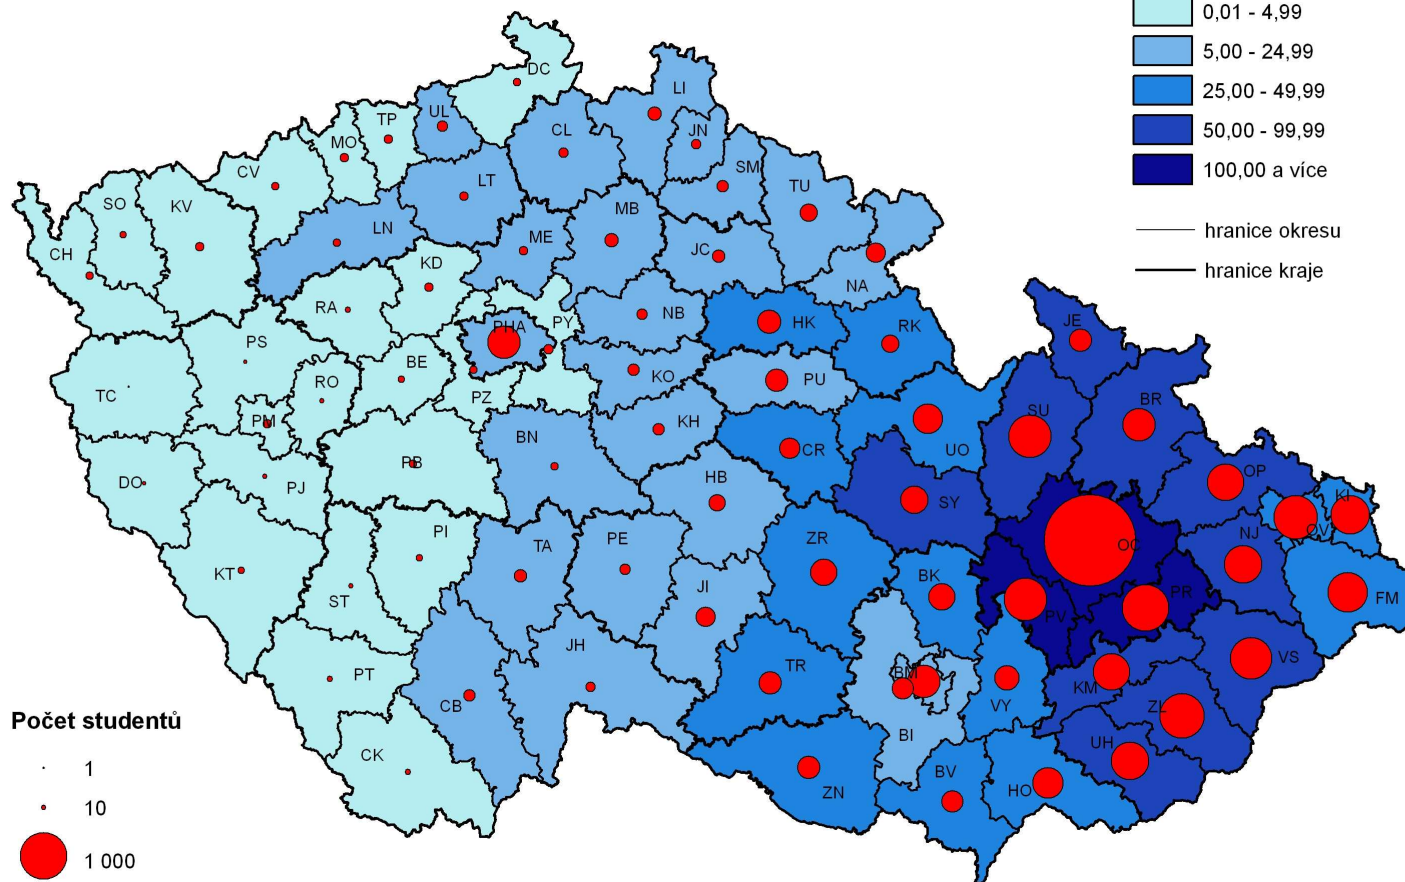 0,01 - 4,99
5,00 - 24,99
25,00 - 49,99
50,00 - 99,99
100,00 a více
hranice okresu
hranice kraje
DC
LI
UL
TP
CL
JN
MO
SM
CV
LT
TU
SO
KV
MB
LN
ME
CH
JC
KD
NA
RA
NB
JE
PHA
PY
HK
RK
PS
BE
RO
KO
PU
TC
PZ
BR
PM
SU
KH
BN
CR
UO
PB
HB
OP
DO
PJ
KI
SY
PI
NJ
OV
TA
PE
ZR
OC
KT
BK
JI
ST
PR
FM
PV
JH
VS
PT
TR
BM
KM
CB
VY
ZL
Počet studentů
BI
UH
CK
BV
1
ZN
HO
10
1 000